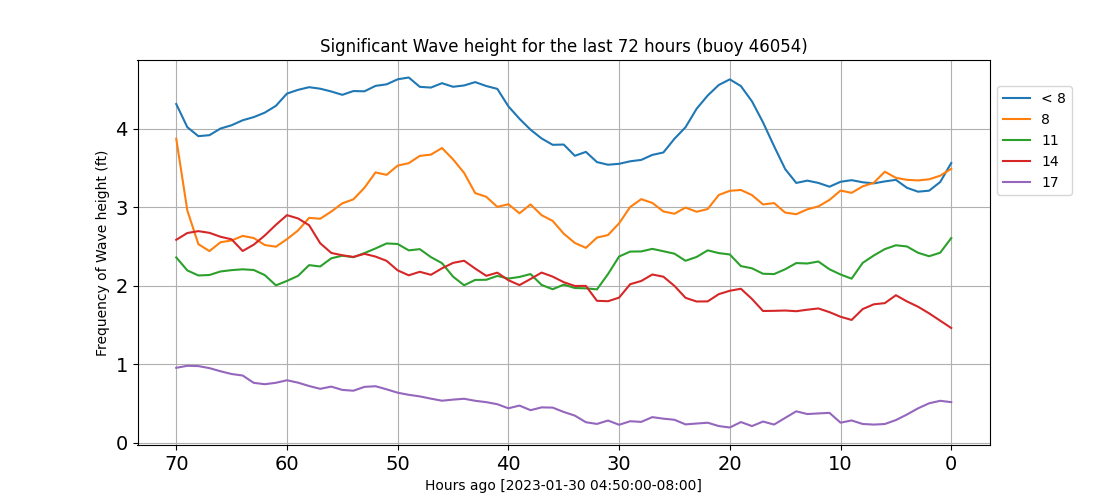 Significant Wave height for the last 72 hours (buoy 46054)
Frequency of Wave height (ft)
4
3
2
1
0
70 60 50 40 30 20 10 0
Hours ago [2023-01-30 04:50:00-08:00]
< 8
8
11
14
17